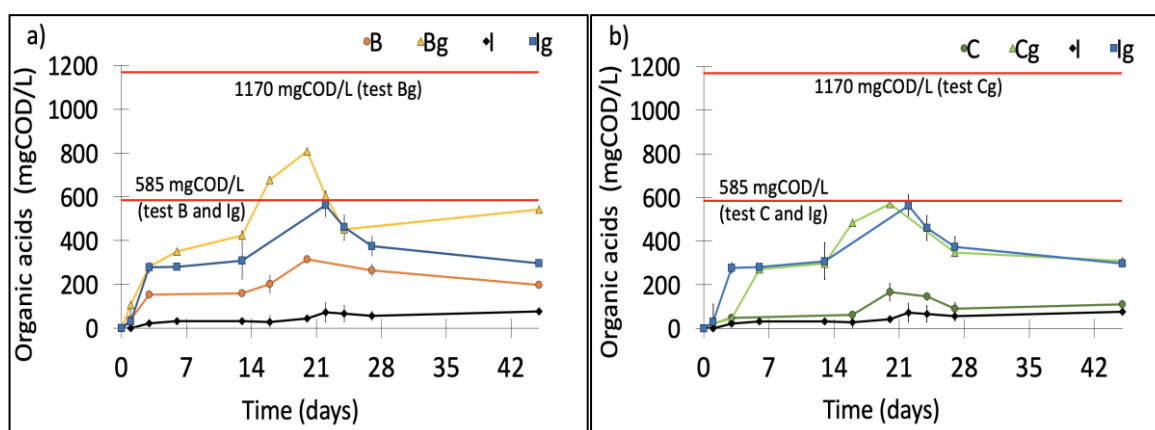 a)
B Bg I Ig
Organic acids (mgCOD/L)
1200
1000
800
600
400
200
0
1170 mgCOD/L (test Bg)
585 mgCOD/L
(test B and Ig)
0 7 14 21 28 35 42
Time (days)
b)
C Cg I Ig
Organic acids (mgCOD/L)
1200
1000
800
600
400
200
0
1170 mgCOD/L (test Cg)
585 mgCOD/L
(test C and Ig)
0 7 14 21 28 35 42
Time (days)